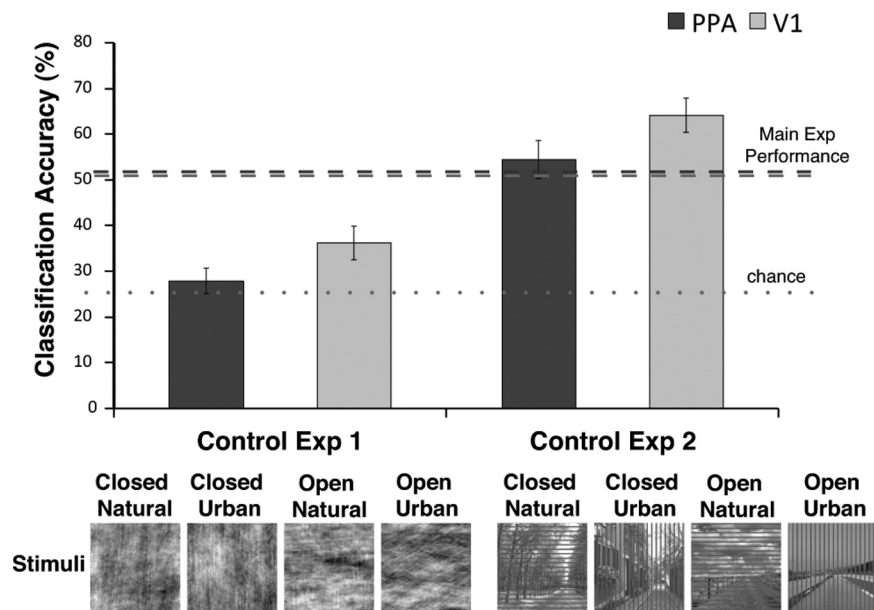 PPA V1
Classification Accuracy (%)
80
70
60
50
40
30
20
10
0
Main Exp
Performance
chance
Control Exp 1 Control Exp 2
Closed Closed Open Open Closed Closed Open Open
Natural Urban Natural Urban Natural Urban Natural Urban
Stimuli